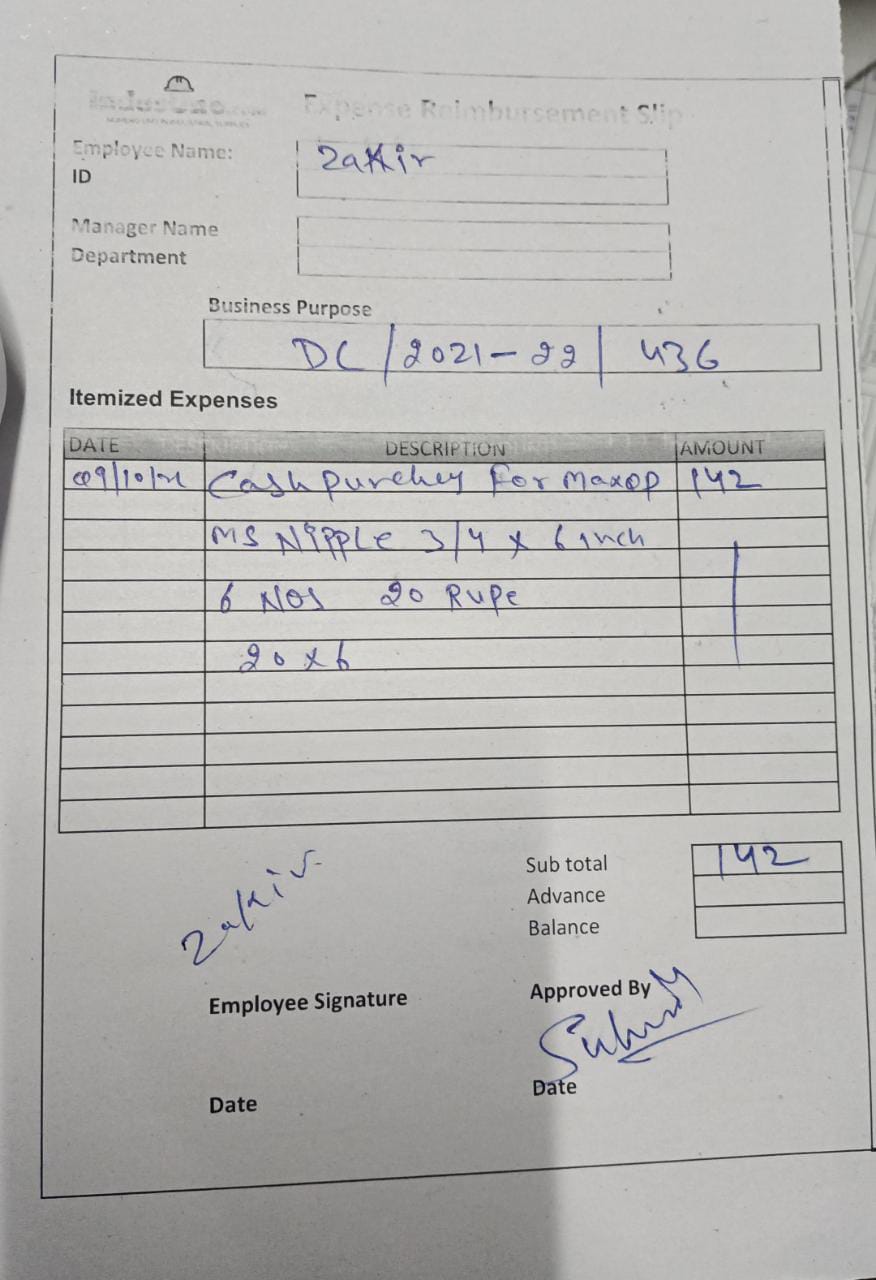 Expense Reimbursement Slip
Employee Name: Zakir
ID
Manager Name
Department
Business Purpose
DC/2021-22/436
Itemized Expenses
DATE DESCRIPTION AMOUNT
09/10/21 Cash purchey For maxop 142
MS NIPPLE 3/4 x 6 inch
6 NOS 20 Rupe
20 x 6
Sub total 142
Advance
Balance
Zakir
Employee Signature
Approved By
Date
Date